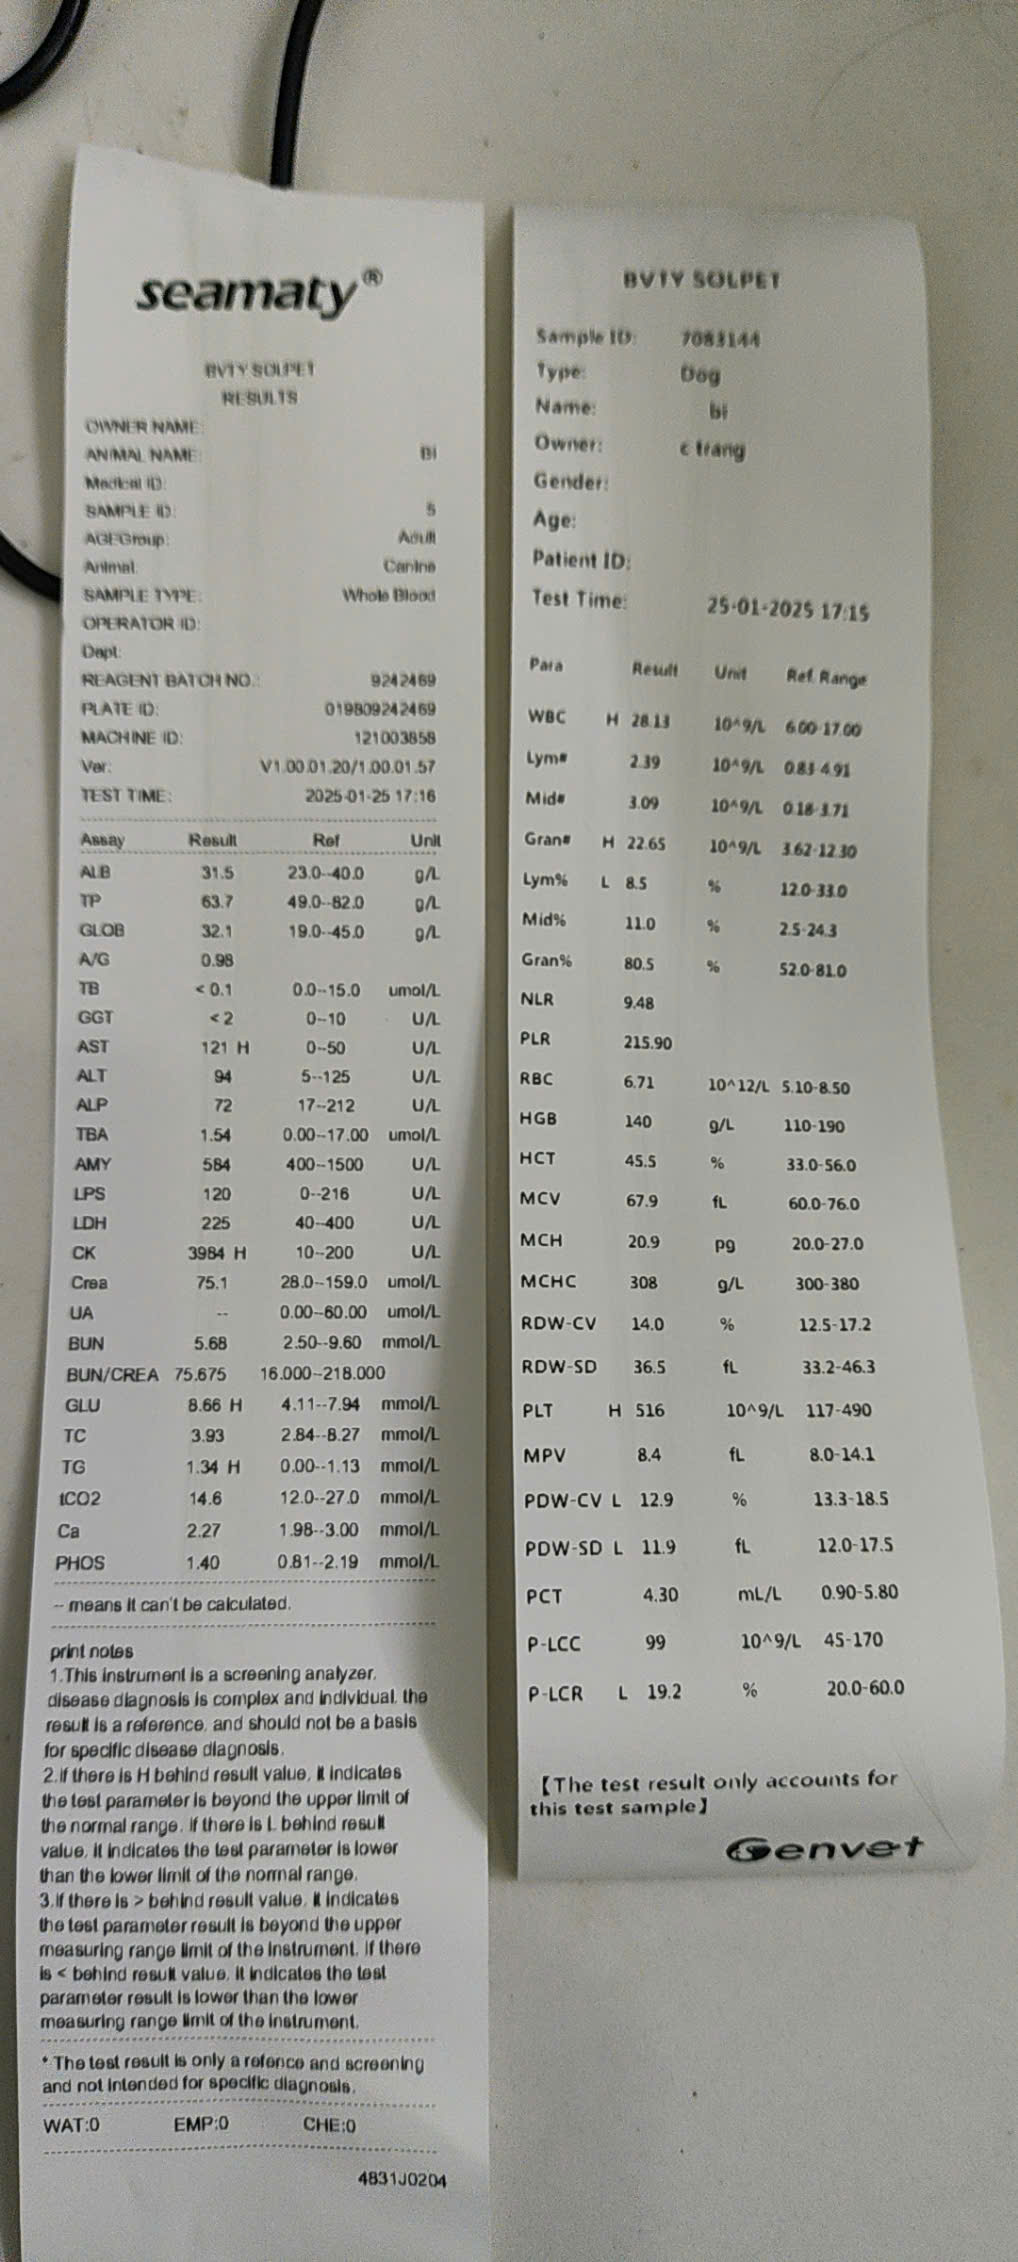 seamaty®
BVTY SOLPET
RESULTS
OWNER NAME:
ANIMAL NAME: Bi
Medical ID:
SAMPLE ID: 5
AGEGroup: Adult
Animal: Canine
SAMPLE TYPE: Whole Blood
OPERATOR ID:
Dept:
REAGENT BATCH NO.: 9242469
PLATE ID: 019809242469
MACHINE ID: 121003858
Ver: V1.00.01.20/1.00.01.57
TEST TIME: 2025-01-25 17:16
Assay Result Ref Unit
ALB 31.5 23.0--40.0 g/L
TP 63.7 49.0--82.0 g/L
GLOB 32.1 19.0--45.0 g/L
A/G 0.98
TB < 0.1 0.0--15.0 umol/L
GGT < 2 0--10 U/L
AST 121 H 0--50 U/L
ALT 94 5--125 U/L
ALP 72 17--212 U/L
TBA 1.54 0.00--17.00 umol/L
AMY 584 400--1500 U/L
LPS 120 0--216 U/L
LDH 225 40--400 U/L
CK 3984 H 10--200 U/L
Crea 75.1 28.0--159.0 umol/L
UA -- 0.00--60.00 umol/L
BUN 5.68 2.50--9.60 mmol/L
BUN/CREA 75.675 16.000--218.000
GLU 8.66 H 4.11--7.94 mmol/L
TC 3.93 2.84--8.27 mmol/L
TG 1.34 H 0.00--1.13 mmol/L
tCO2 14.6 12.0--27.0 mmol/L
Ca 2.27 1.98--3.00 mmol/L
PHOS 1.40 0.81--2.19 mmol/L
-- means it can't be calculated.
print notes
1.This instrument is a screening analyzer,
disease diagnosis is complex and individual, the
result is a reference, and should not be a basis
for specific disease diagnosis.
2.If there is H behind result value, it indicates
the test parameter is beyond the upper limit of
the normal range. If there is L behind result
value, it indicates the test parameter is lower
than the lower limit of the normal range.
3.If there is > behind result value, it indicates
the test parameter result is beyond the upper
measuring range limit of the instrument. If there
is < behind result value, it indicates the test
parameter result is lower than the lower
measuring range limit of the instrument.
* The test result is only a refence and screening
and not intended for specific diagnosis.
WAT:0 EMP:0 CHE:0
4831J0204
BVTY SOLPET
Sample ID: 7083144
Type: Dog
Name: bi
Owner: c trang
Gender:
Age:
Patient ID:
Test Time: 25-01-2025 17:15
Para Result Unit Ref. Range
WBC H 28.13 10^9/L 6.00-17.00
Lym# 2.39 10^9/L 0.83-4.91
Mid# 3.09 10^9/L 0.18-3.71
Gran# H 22.65 10^9/L 3.62-12.30
Lym% L 8.5 % 12.0-33.0
Mid% 11.0 % 2.5-24.3
Gran% 80.5 % 52.0-81.0
NLR 9.48
PLR 215.90
RBC 6.71 10^12/L 5.10-8.50
HGB 140 g/L 110-190
HCT 45.5 % 33.0-56.0
MCV 67.9 fL 60.0-76.0
MCH 20.9 pg 20.0-27.0
MCHC 308 g/L 300-380
RDW-CV 14.0 % 12.5-17.2
RDW-SD 36.5 fL 33.2-46.3
PLT H 516 10^9/L 117-490
MPV 8.4 fL 8.0-14.1
PDW-CV L 12.9 % 13.3-18.5
PDW-SD L 11.9 fL 12.0-17.5
PCT 4.30 mL/L 0.90-5.80
P-LCC 99 10^9/L 45-170
P-LCR L 19.2 % 20.0-60.0
【The test result only accounts for
this test sample】
Genvet